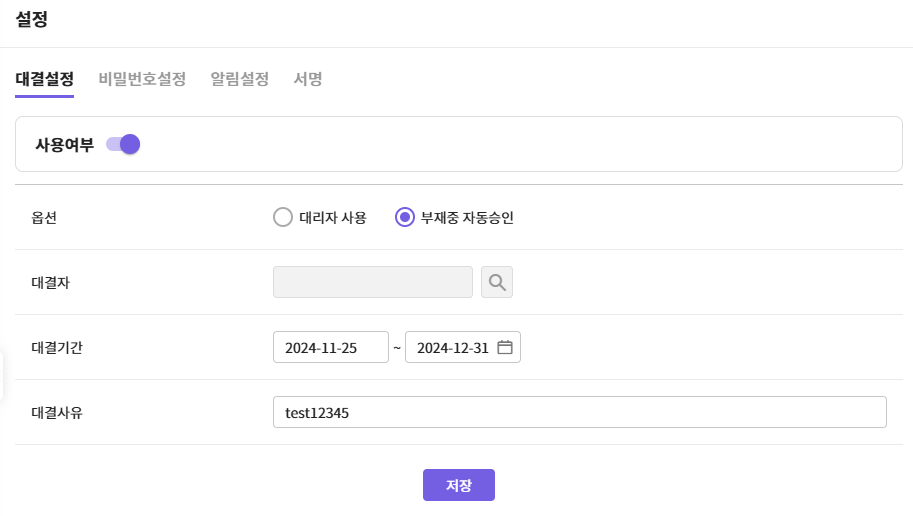 설정
대결설정 비밀번호설정 알림설정 서명
사용여부
옵션 대리자 사용 부재중 자동승인
대결자
대결기간 2024-11-25 ~ 2024-12-31
대결사유 test12345
저장